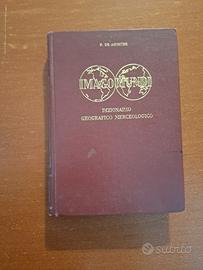 F. DE AGOSTINI
IMAGO MUNDI
DIZIONARIO
GEOGRAFICO MERCEOLOGICO
subito